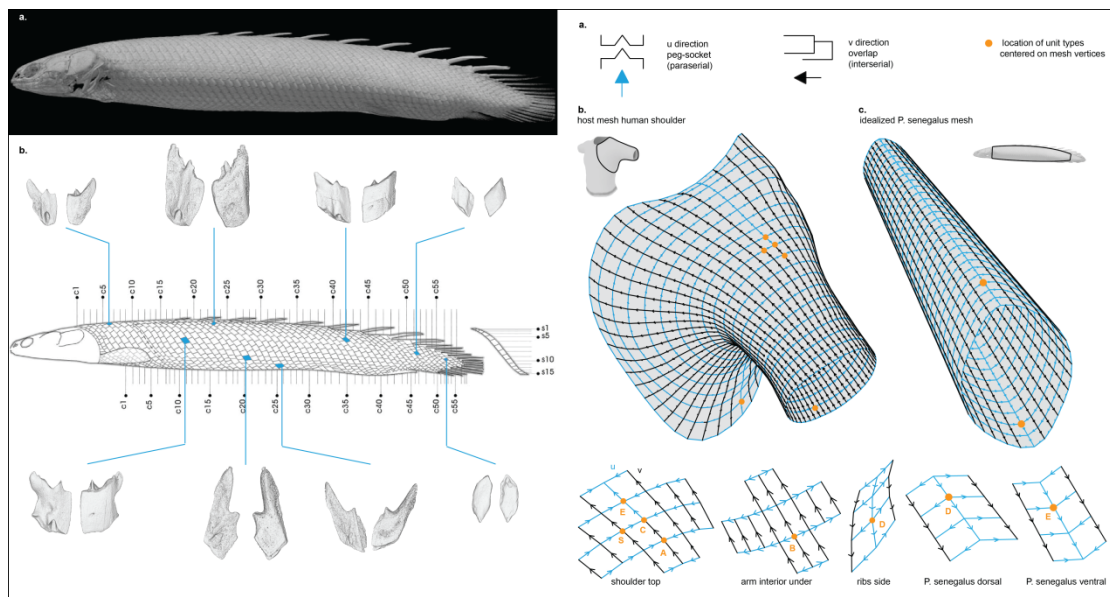 a.
b.
c1
c5
c10
c15
c20
c25
c30
c35
c40
c45
c50
c55
s1
s5
s10
s15
c1
c5
c10
c15
c20
c25
c30
c35
c40
c45
c50
c55
a.
u direction
peg-socket
(paraserial)
v direction
overlap
(interserial)
location of unit types
centered on mesh vertices
b.
host mesh human shoulder
c.
idealized P. senegalus mesh
u
v
E
C
S
A
shoulder top
B
arm interior under
D
ribs side
D
P. senegalus dorsal
E
P. senegalus ventral